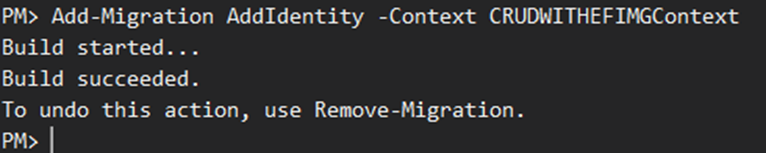 PM> Add-Migration AddIdentity -Context CRUDWITHEFIMGContext
Build started...
Build succeeded.
To undo this action, use Remove-Migration.
PM>